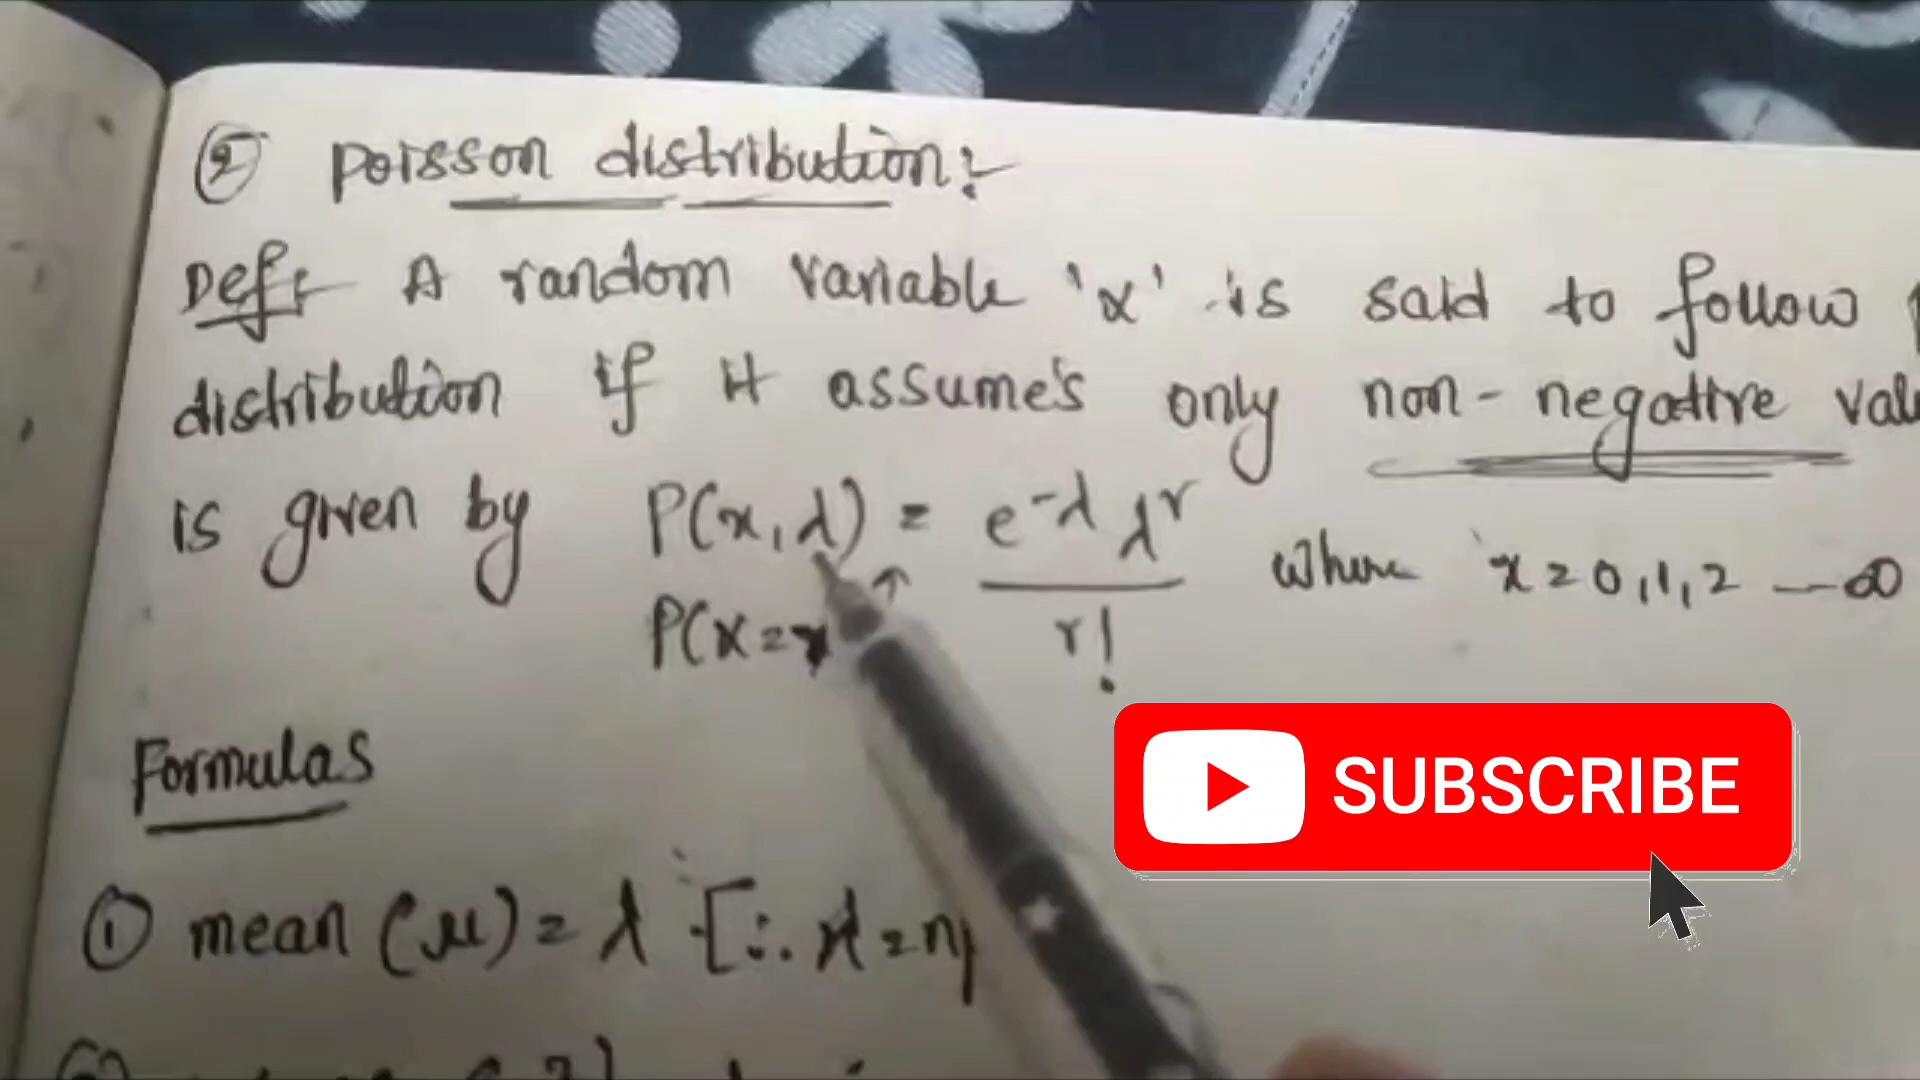 ② Poisson distribution:-
Def:- A random variable 'x' is said to follow
distribution if it assume's only non-negative
is given by P(x,λ) = e^-λ λ^r / r! where x = 0,1,2 — ∞
P(X=
Formulas
① mean (μ) = λ [∵ λ = np
SUBSCRIBE